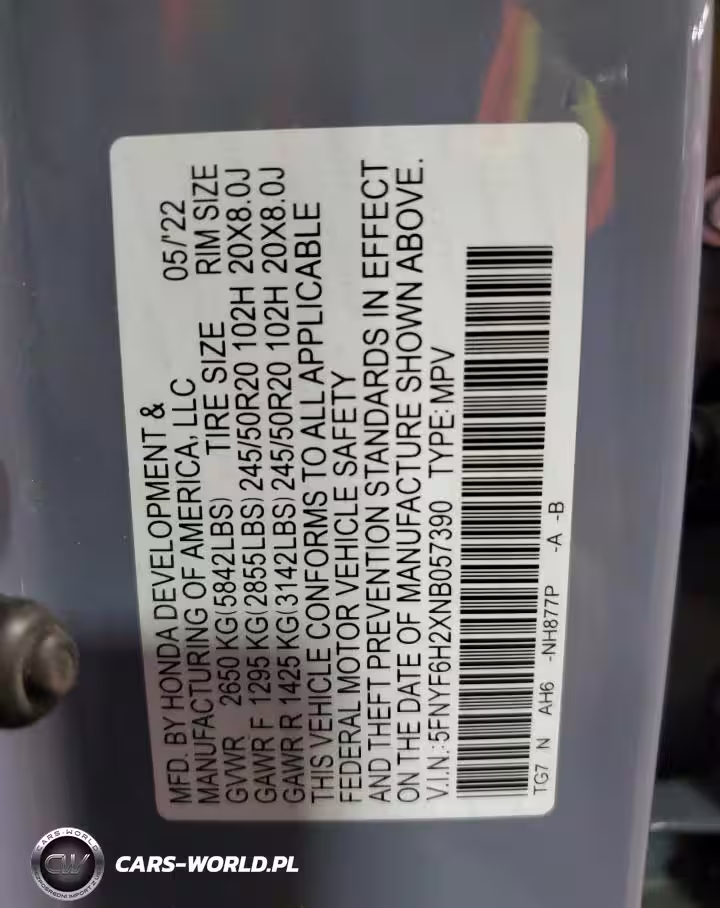 MFD. BY HONDA DEVELOPMENT &
MANUFACTURING OF AMERICA, LLC 05/'22
GVWR 2650 KG(5842LBS) TIRE SIZE RIM SIZE
GAWR F 1295 KG(2855LBS) 245/50R20 102H 20X8.0J
GAWR R 1425 KG(3142LBS) 245/50R20 102H 20X8.0J
THIS VEHICLE CONFORMS TO ALL APPLICABLE
FEDERAL MOTOR VEHICLE SAFETY
AND THEFT PREVENTION STANDARDS IN EFFECT
ON THE DATE OF MANUFACTURE SHOWN ABOVE.
V.I.N.:5FNYF6H2XNB057390 TYPE:MPV
TG7 N AH6 -NH877P -A -B
CARS-WORLD
CW
CARS-WORLD.PL